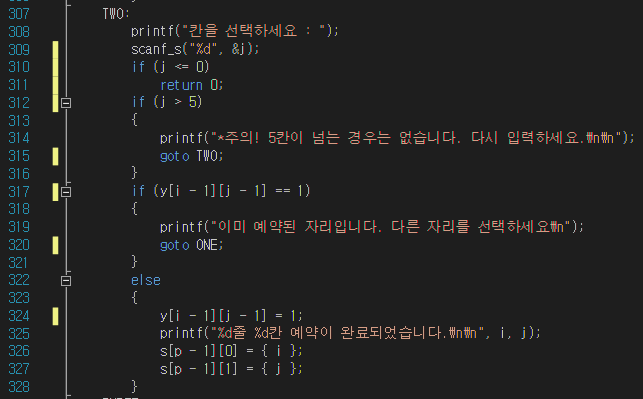 307 TWO:
308 printf("칸을 선택하세요 : ");
309 scanf_s("%d", &j);
310 if (j <= 0)
311 return 0;
312 if (j > 5)
313 {
314 printf("*주의! 5칸이 넘는 경우는 없습니다. 다시 입력하세요.₩n₩n");
315 goto TWO;
316 }
317 if (y[i - 1][j - 1] == 1)
318 {
319 printf("이미 예약된 자리입니다. 다른 자리를 선택하세요₩n");
320 goto ONE;
321 }
322 else
323 {
324 y[i - 1][j - 1] = 1;
325 printf("%d줄 %d칸 예약이 완료되었습니다.₩n₩n", i, j);
326 s[p - 1][0] = { i };
327 s[p - 1][1] = { j };
328 }